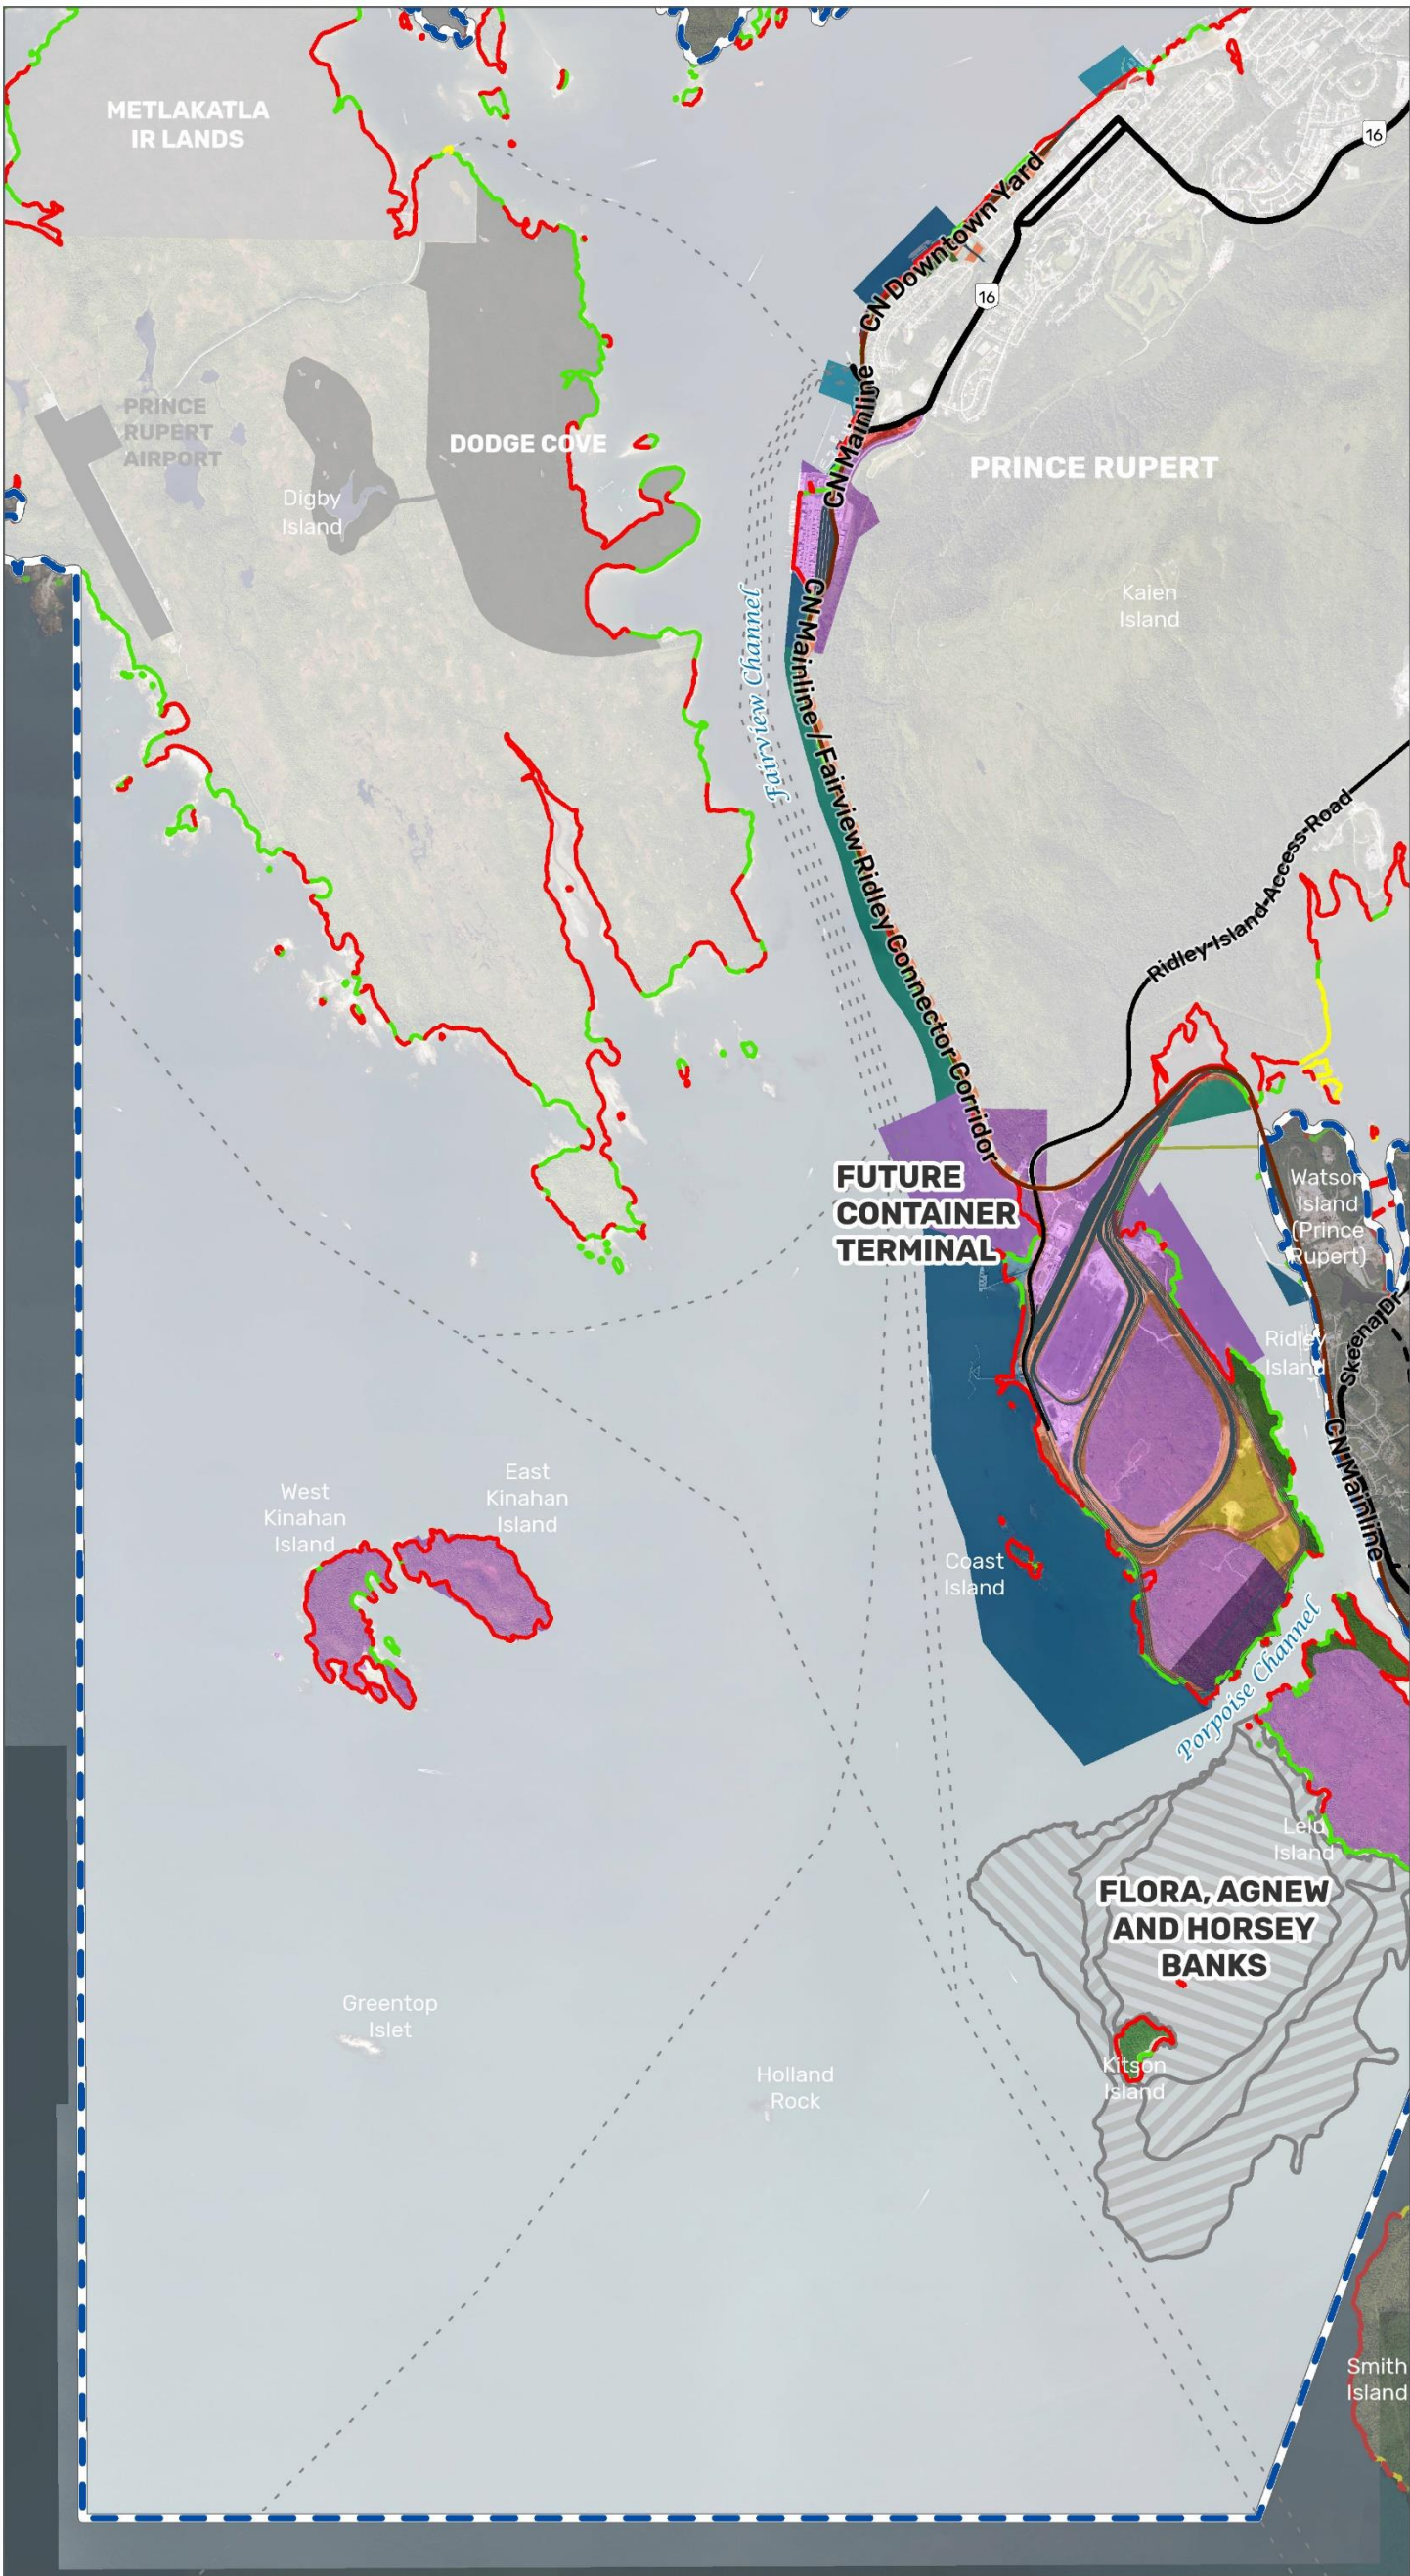 METLAKATLA
IR LANDS
16
CN Downtown Yard
16
PRINCE
RUPERT
AIRPORT
CN Mainline
DODGE COVE
PRINCE RUPERT
Digby
Island
Kaien
Island
Fairview Channel
CN Mainline / Fairview Ridley Connector Corridor
Ridley Island Access Road
FUTURE
CONTAINER
TERMINAL
Watson
Island
(Prince
Rupert)
Skeena Dr
Ridley
Island
CN Mainline
East
Kinahan
Island
West
Kinahan
Island
Coast
Island
Porpoise Channel
Lelu
Island
FLORA, AGNEW
AND HORSEY
BANKS
Greentop
Islet
Kitson
Island
Holland
Rock
Smith
Island